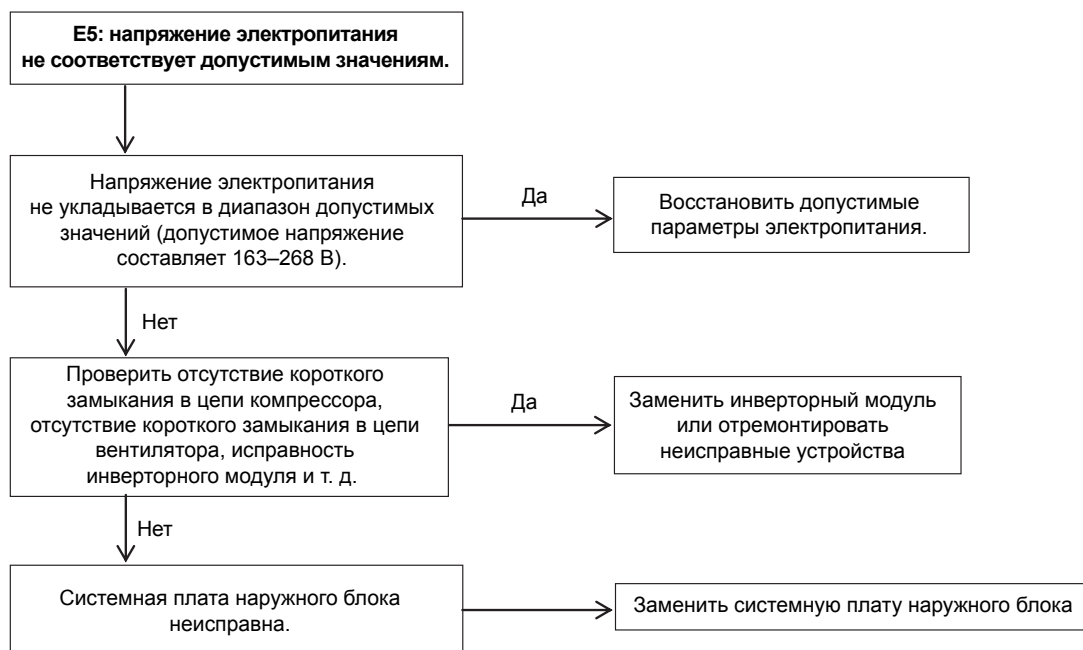 E5: напряжение электропитания
не соответствует допустимым значениям.
Напряжение электропитания
не укладывается в диапазон допустимых
значений (допустимое напряжение
составляет 163–268 В).
Да
Восстановить допустимые
параметры электропитания.
Нет
Проверить отсутствие короткого
замыкания в цепи компрессора,
отсутствие короткого замыкания в цепи
вентилятора, исправность
инверторного модуля и т. д.
Да
Заменить инверторный модуль
или отремонтировать
неисправные устройства
Нет
Системная плата наружного блока
неисправна.
Заменить системную плату наружного блока